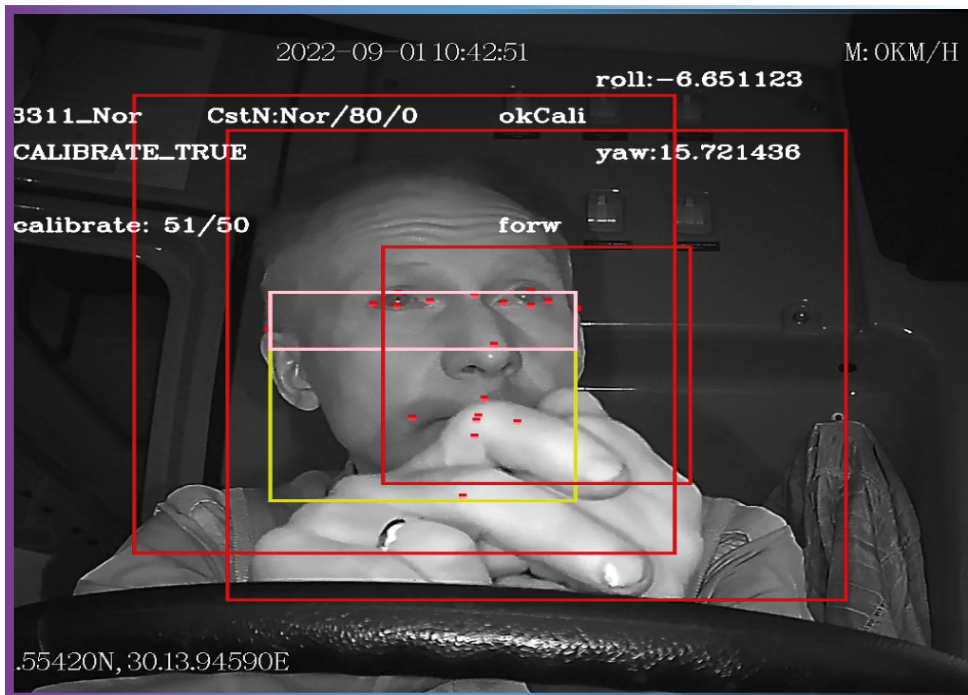 2022-09-01 10:42:51
M: 0KM/H
roll:-6.651123
3311_Nor CstN:Nor/80/0 okCali
CALIBRATE_TRUE yaw:15.721436
calibrate: 51/50 forw
.55420N, 30.13.94590E